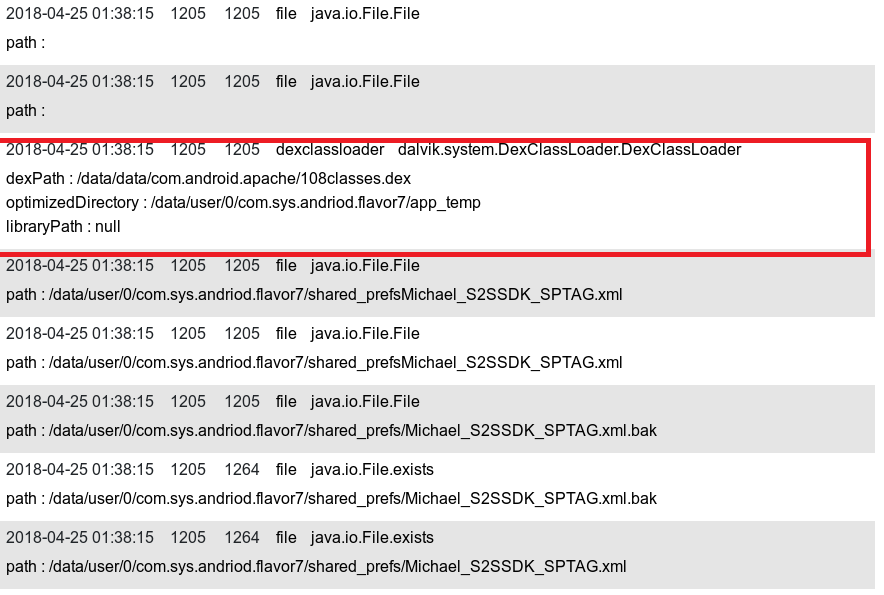 2018-04-25 01:38:15 1205 1205 file java.io.File.File
path :
2018-04-25 01:38:15 1205 1205 file java.io.File.File
path :
2018-04-25 01:38:15 1205 1205 dexclassloader dalvik.system.DexClassLoader.DexClassLoader
dexPath : /data/data/com.android.apache/108classes.dex
optimizedDirectory : /data/user/0/com.sys.andriod.flavor7/app_temp
libraryPath : null
2018-04-25 01:38:15 1205 1205 file java.io.File.File
path : /data/user/0/com.sys.andriod.flavor7/shared_prefsMichael_S2SSDK_SPTAG.xml
2018-04-25 01:38:15 1205 1205 file java.io.File.File
path : /data/user/0/com.sys.andriod.flavor7/shared_prefsMichael_S2SSDK_SPTAG.xml
2018-04-25 01:38:15 1205 1205 file java.io.File.File
path : /data/user/0/com.sys.andriod.flavor7/shared_prefs/Michael_S2SSDK_SPTAG.xml.bak
2018-04-25 01:38:15 1205 1264 file java.io.File.exists
path : /data/user/0/com.sys.andriod.flavor7/shared_prefs/Michael_S2SSDK_SPTAG.xml.bak
2018-04-25 01:38:15 1205 1264 file java.io.File.exists
path : /data/user/0/com.sys.andriod.flavor7/shared_prefs/Michael_S2SSDK_SPTAG.xml